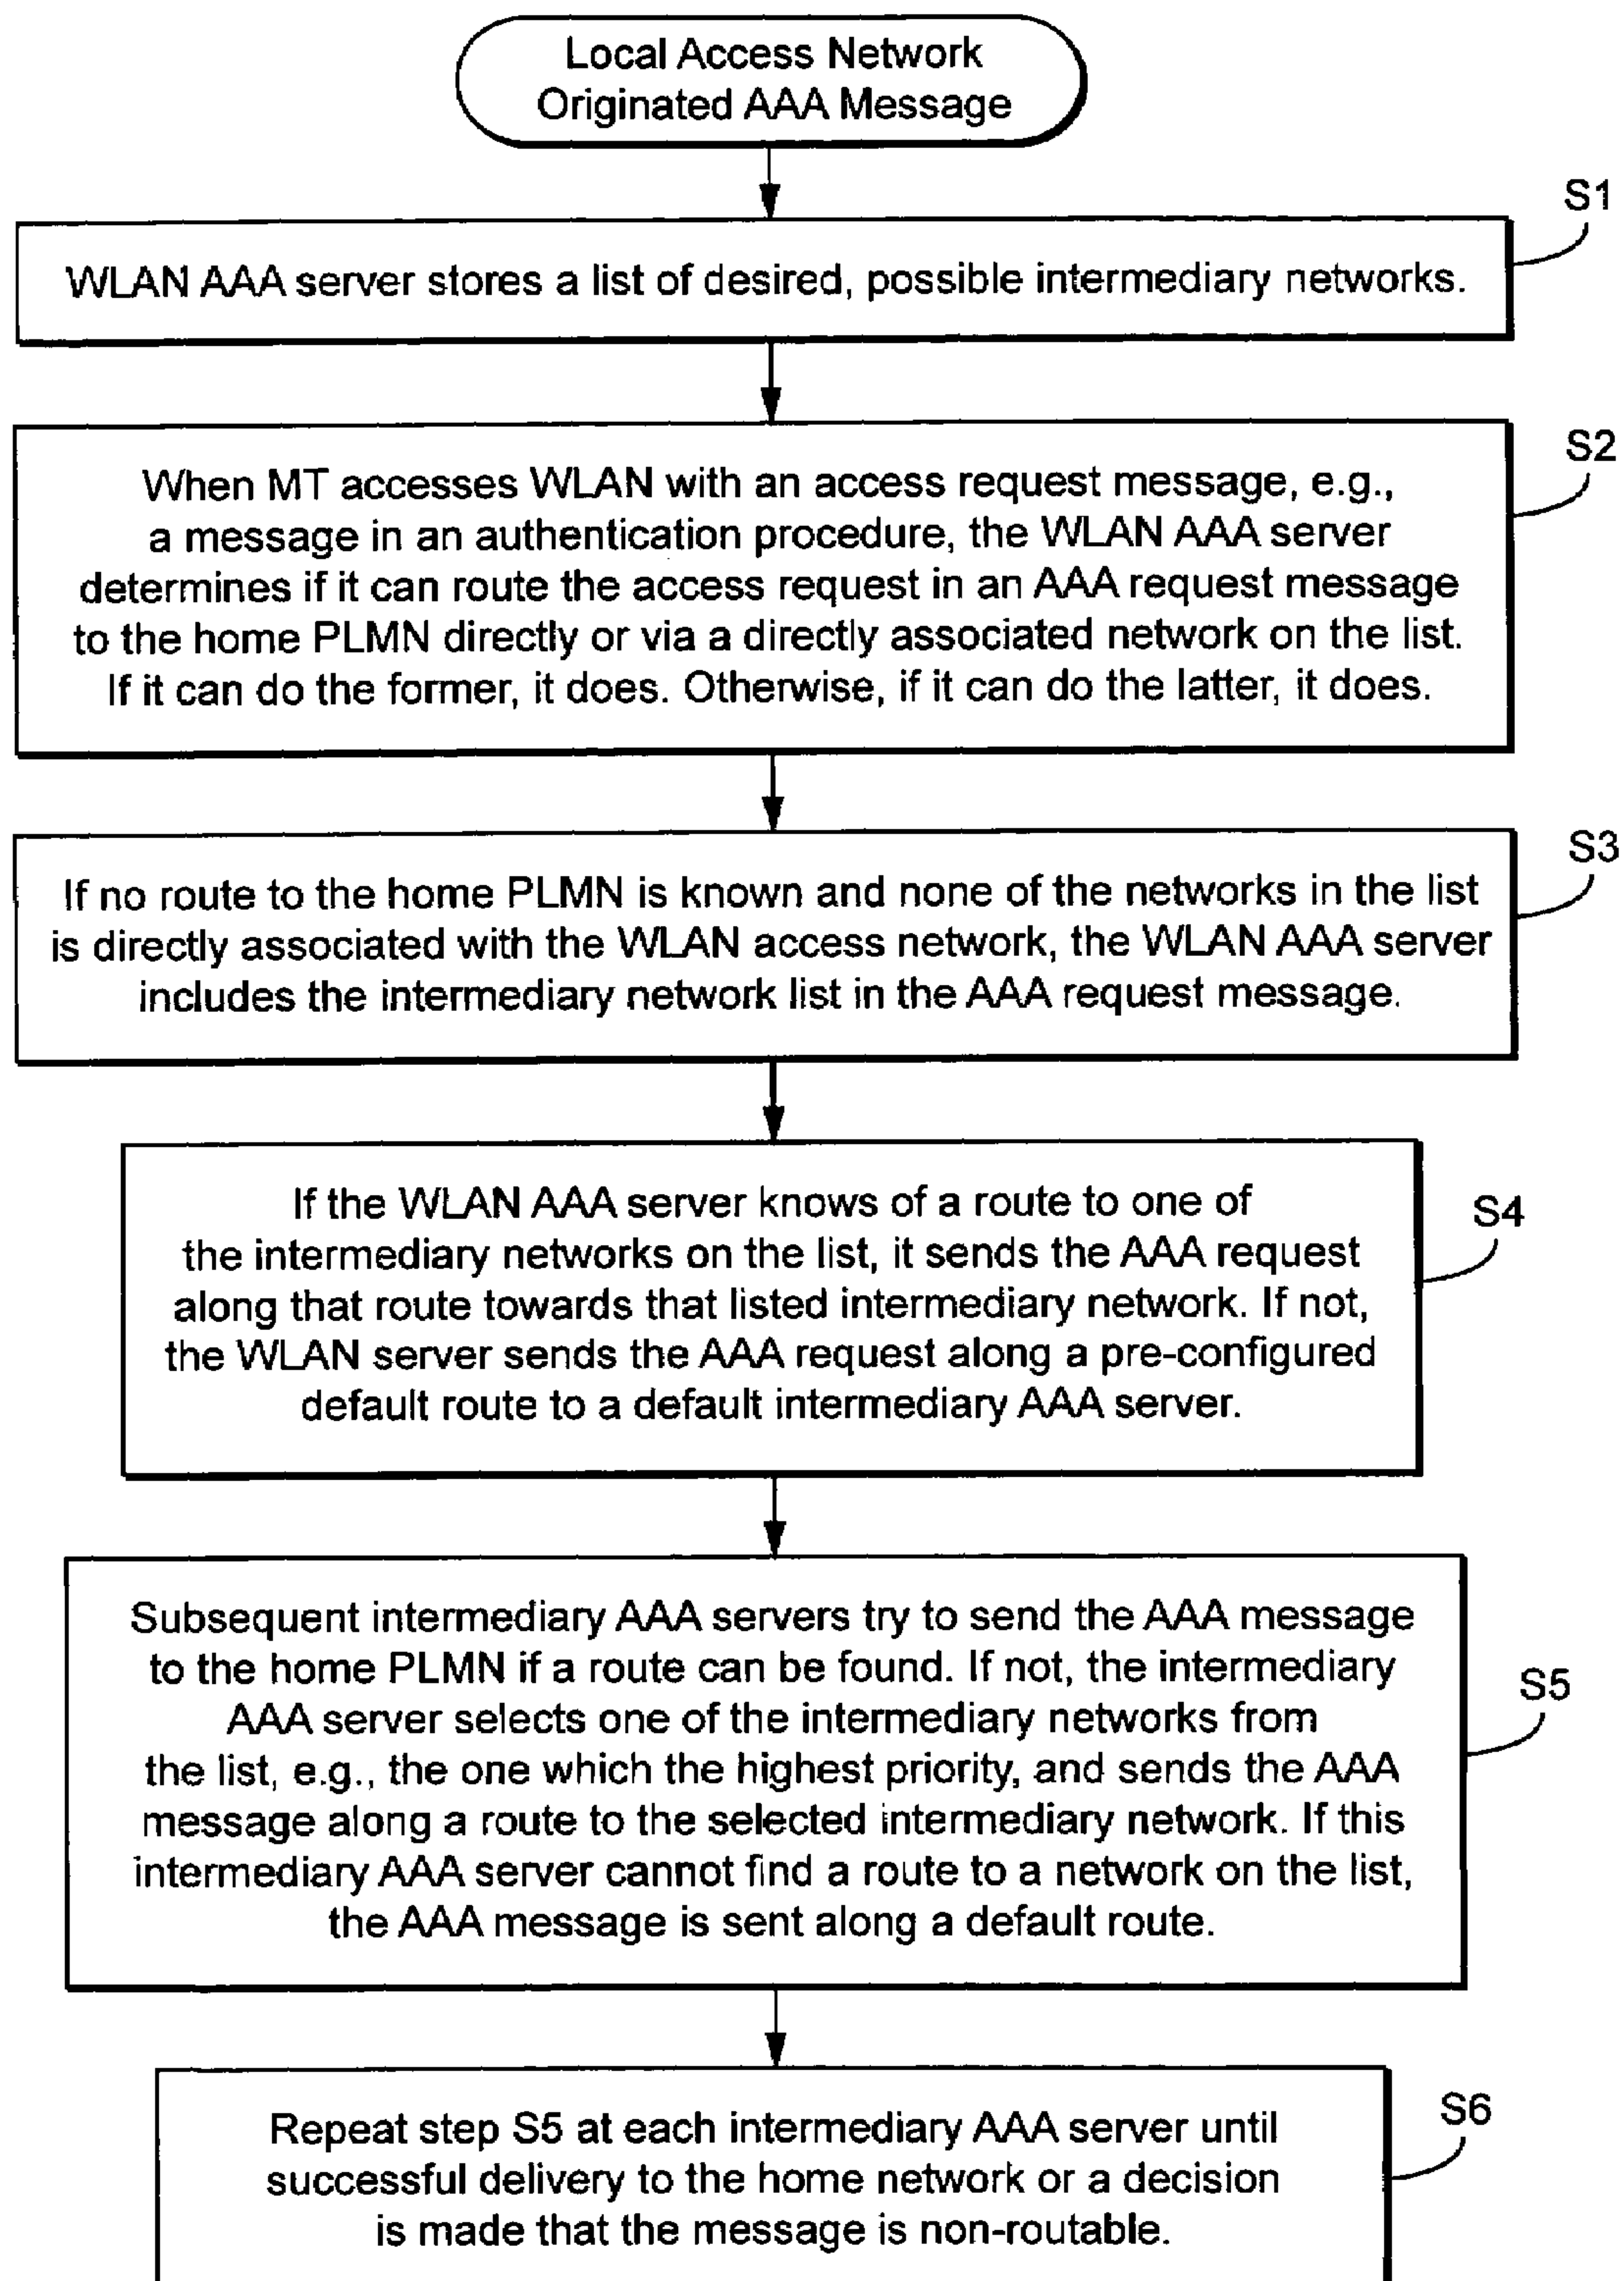 Local Access Network
Originated AAA Message
S1
WLAN AAA server stores a list of desired, possible intermediary networks.
S2
When MT accesses WLAN with an access request message, e.g.,
a message in an authentication procedure, the WLAN AAA server
determines if it can route the access request in an AAA request message
to the home PLMN directly or via a directly associated network on the list.
If it can do the former, it does. Otherwise, if it can do the latter, it does.
S3
If no route to the home PLMN is known and none of the networks in the list
is directly associated with the WLAN access network, the WLAN AAA server
includes the intermediary network list in the AAA request message.
S4
If the WLAN AAA server knows of a route to one of
the intermediary networks on the list, it sends the AAA request
along that route towards that listed intermediary network. If not,
the WLAN server sends the AAA request along a pre-configured
default route to a default intermediary AAA server.
S5
Subsequent intermediary AAA servers try to send the AAA message
to the home PLMN if a route can be found. If not, the intermediary
AAA server selects one of the intermediary networks from
the list, e.g., the one which the highest priority, and sends the AAA
message along a route to the selected intermediary network. If this
intermediary AAA server cannot find a route to a network on the list,
the AAA message is sent along a default route.
S6
Repeat step S5 at each intermediary AAA server until
successful delivery to the home network or a decision
is made that the message is non-routable.